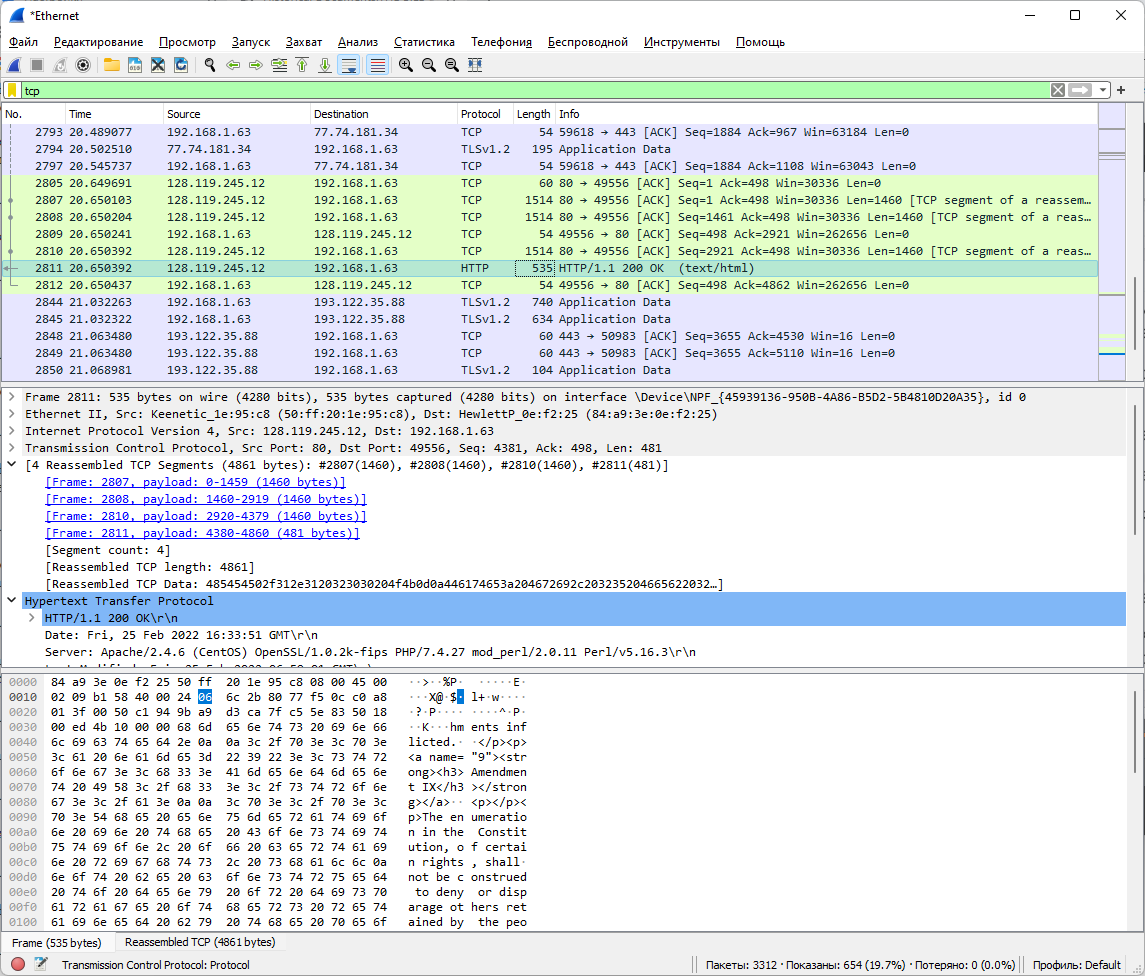 *Ethernet
Файл Редактирование Просмотр Запуск Захват Анализ Статистика Телефония Беспроводной Инструменты Помощь
tcp
No. Time Source Destination Protocol Length Info
2793 20.489077 192.168.1.63 77.74.181.34 TCP 54 59618 → 443 [ACK] Seq=1884 Ack=967 Win=63184 Len=0
2794 20.502510 77.74.181.34 192.168.1.63 TLSv1.2 195 Application Data
2797 20.545737 192.168.1.63 77.74.181.34 TCP 54 59618 → 443 [ACK] Seq=1884 Ack=1108 Win=63043 Len=0
2805 20.649691 128.119.245.12 192.168.1.63 TCP 60 80 → 49556 [ACK] Seq=1 Ack=498 Win=30336 Len=0
2807 20.650103 128.119.245.12 192.168.1.63 TCP 1514 80 → 49556 [ACK] Seq=1 Ack=498 Win=30336 Len=1460 [TCP segment of a reassem…
2808 20.650204 128.119.245.12 192.168.1.63 TCP 1514 80 → 49556 [ACK] Seq=1461 Ack=498 Win=30336 Len=1460 [TCP segment of a reas…
2809 20.650241 192.168.1.63 128.119.245.12 TCP 54 49556 → 80 [ACK] Seq=498 Ack=2921 Win=262656 Len=0
2810 20.650392 128.119.245.12 192.168.1.63 TCP 1514 80 → 49556 [ACK] Seq=2921 Ack=498 Win=30336 Len=1460 [TCP segment of a reas…
2811 20.650392 128.119.245.12 192.168.1.63 HTTP 535 HTTP/1.1 200 OK (text/html)
2812 20.650437 192.168.1.63 128.119.245.12 TCP 54 49556 → 80 [ACK] Seq=498 Ack=4862 Win=262656 Len=0
2844 21.032263 192.168.1.63 193.122.35.88 TLSv1.2 740 Application Data
2845 21.032322 192.168.1.63 193.122.35.88 TLSv1.2 634 Application Data
2848 21.063480 193.122.35.88 192.168.1.63 TCP 60 443 → 50983 [ACK] Seq=3655 Ack=4530 Win=16 Len=0
2849 21.063480 193.122.35.88 192.168.1.63 TCP 60 443 → 50983 [ACK] Seq=3655 Ack=5110 Win=16 Len=0
2850 21.068981 193.122.35.88 192.168.1.63 TLSv1.2 104 Application Data
Frame 2811: 535 bytes on wire (4280 bits), 535 bytes captured (4280 bits) on interface \Device\NPF_{45939136-950B-4A86-B5D2-5B4810D20A35}, id 0
Ethernet II, Src: Keenetic_1e:95:c8 (50:ff:20:1e:95:c8), Dst: HewlettP_0e:f2:25 (84:a9:3e:0e:f2:25)
Internet Protocol Version 4, Src: 128.119.245.12, Dst: 192.168.1.63
Transmission Control Protocol, Src Port: 80, Dst Port: 49556, Seq: 4381, Ack: 498, Len: 481
[4 Reassembled TCP Segments (4861 bytes): #2807(1460), #2808(1460), #2810(1460), #2811(481)]
[Frame: 2807, payload: 0-1459 (1460 bytes)]
[Frame: 2808, payload: 1460-2919 (1460 bytes)]
[Frame: 2810, payload: 2920-4379 (1460 bytes)]
[Frame: 2811, payload: 4380-4860 (481 bytes)]
[Segment count: 4]
[Reassembled TCP length: 4861]
[Reassembled TCP Data: 485454502f312e3120323030204f4b0d0a446174653a204672692c203235204665622032…]
Hypertext Transfer Protocol
HTTP/1.1 200 OK\r\n
Date: Fri, 25 Feb 2022 16:33:51 GMT\r\n
Server: Apache/2.4.6 (CentOS) OpenSSL/1.0.2k-fips PHP/7.4.27 mod_perl/2.0.11 Perl/v5.16.3\r\n
0000 84 a9 3e 0e f2 25 50 ff 20 1e 95 c8 08 00 45 00 ··>··%P· ·····E·
0010 02 09 b1 58 40 00 24 06 6c 2b 80 77 f5 0c c0 a8 ···X@·$· l+·w····
0020 01 3f 00 50 c1 94 9b a9 d3 ca 7f c5 5e 83 50 18 ·?·P···· ····^·P·
0030 00 ed 4b 10 00 00 68 6d 65 6e 74 73 20 69 6e 66 ··K···hm ents inf
0040 6c 69 63 74 65 64 2e 0a 0a 3c 2f 70 3e 3c 70 3e licted.· ·</p><p>
0050 3c 61 20 6e 61 6d 65 3d 22 39 22 3e 3c 73 74 72 <a name= "9"><str
0060 6f 6e 67 3e 3c 68 33 3e 41 6d 65 6e 64 6d 65 6e ong><h3> Amendmen
0070 74 20 49 58 3c 2f 68 33 3e 3c 2f 73 74 72 6f 6e t IX</h3 ></stron
0080 67 3e 3c 2f 61 3e 0a 0a 3c 70 3e 3c 2f 70 3e 3c g></a>·· <p></p><
0090 70 3e 54 68 65 20 65 6e 75 6d 65 72 61 74 69 6f p>The en umeratio
00a0 6e 20 69 6e 20 74 68 65 20 43 6f 6e 73 74 69 74 n in the Constit
00b0 75 74 69 6f 6e 2c 20 6f 66 20 63 65 72 74 61 69 ution, o f certai
00c0 6e 20 72 69 67 68 74 73 2c 20 73 68 61 6c 6c 0a n rights , shall·
00d0 6e 6f 74 20 62 65 20 63 6f 6e 73 74 72 75 65 64 not be c onstrued
00e0 20 74 6f 20 64 65 6e 79 20 6f 72 20 64 69 73 70 to deny or disp
00f0 61 72 61 67 65 20 6f 74 68 65 72 73 20 72 65 74 arage ot hers ret
0100 61 69 6e 65 64 20 62 79 20 74 68 65 20 70 65 6f ained by the peo
Frame (535 bytes) Reassembled TCP (4861 bytes)
Transmission Control Protocol: Protocol Пакеты: 3312 · Показаны: 654 (19.7%) · Потеряно: 0 (0.0%) Профиль: Default